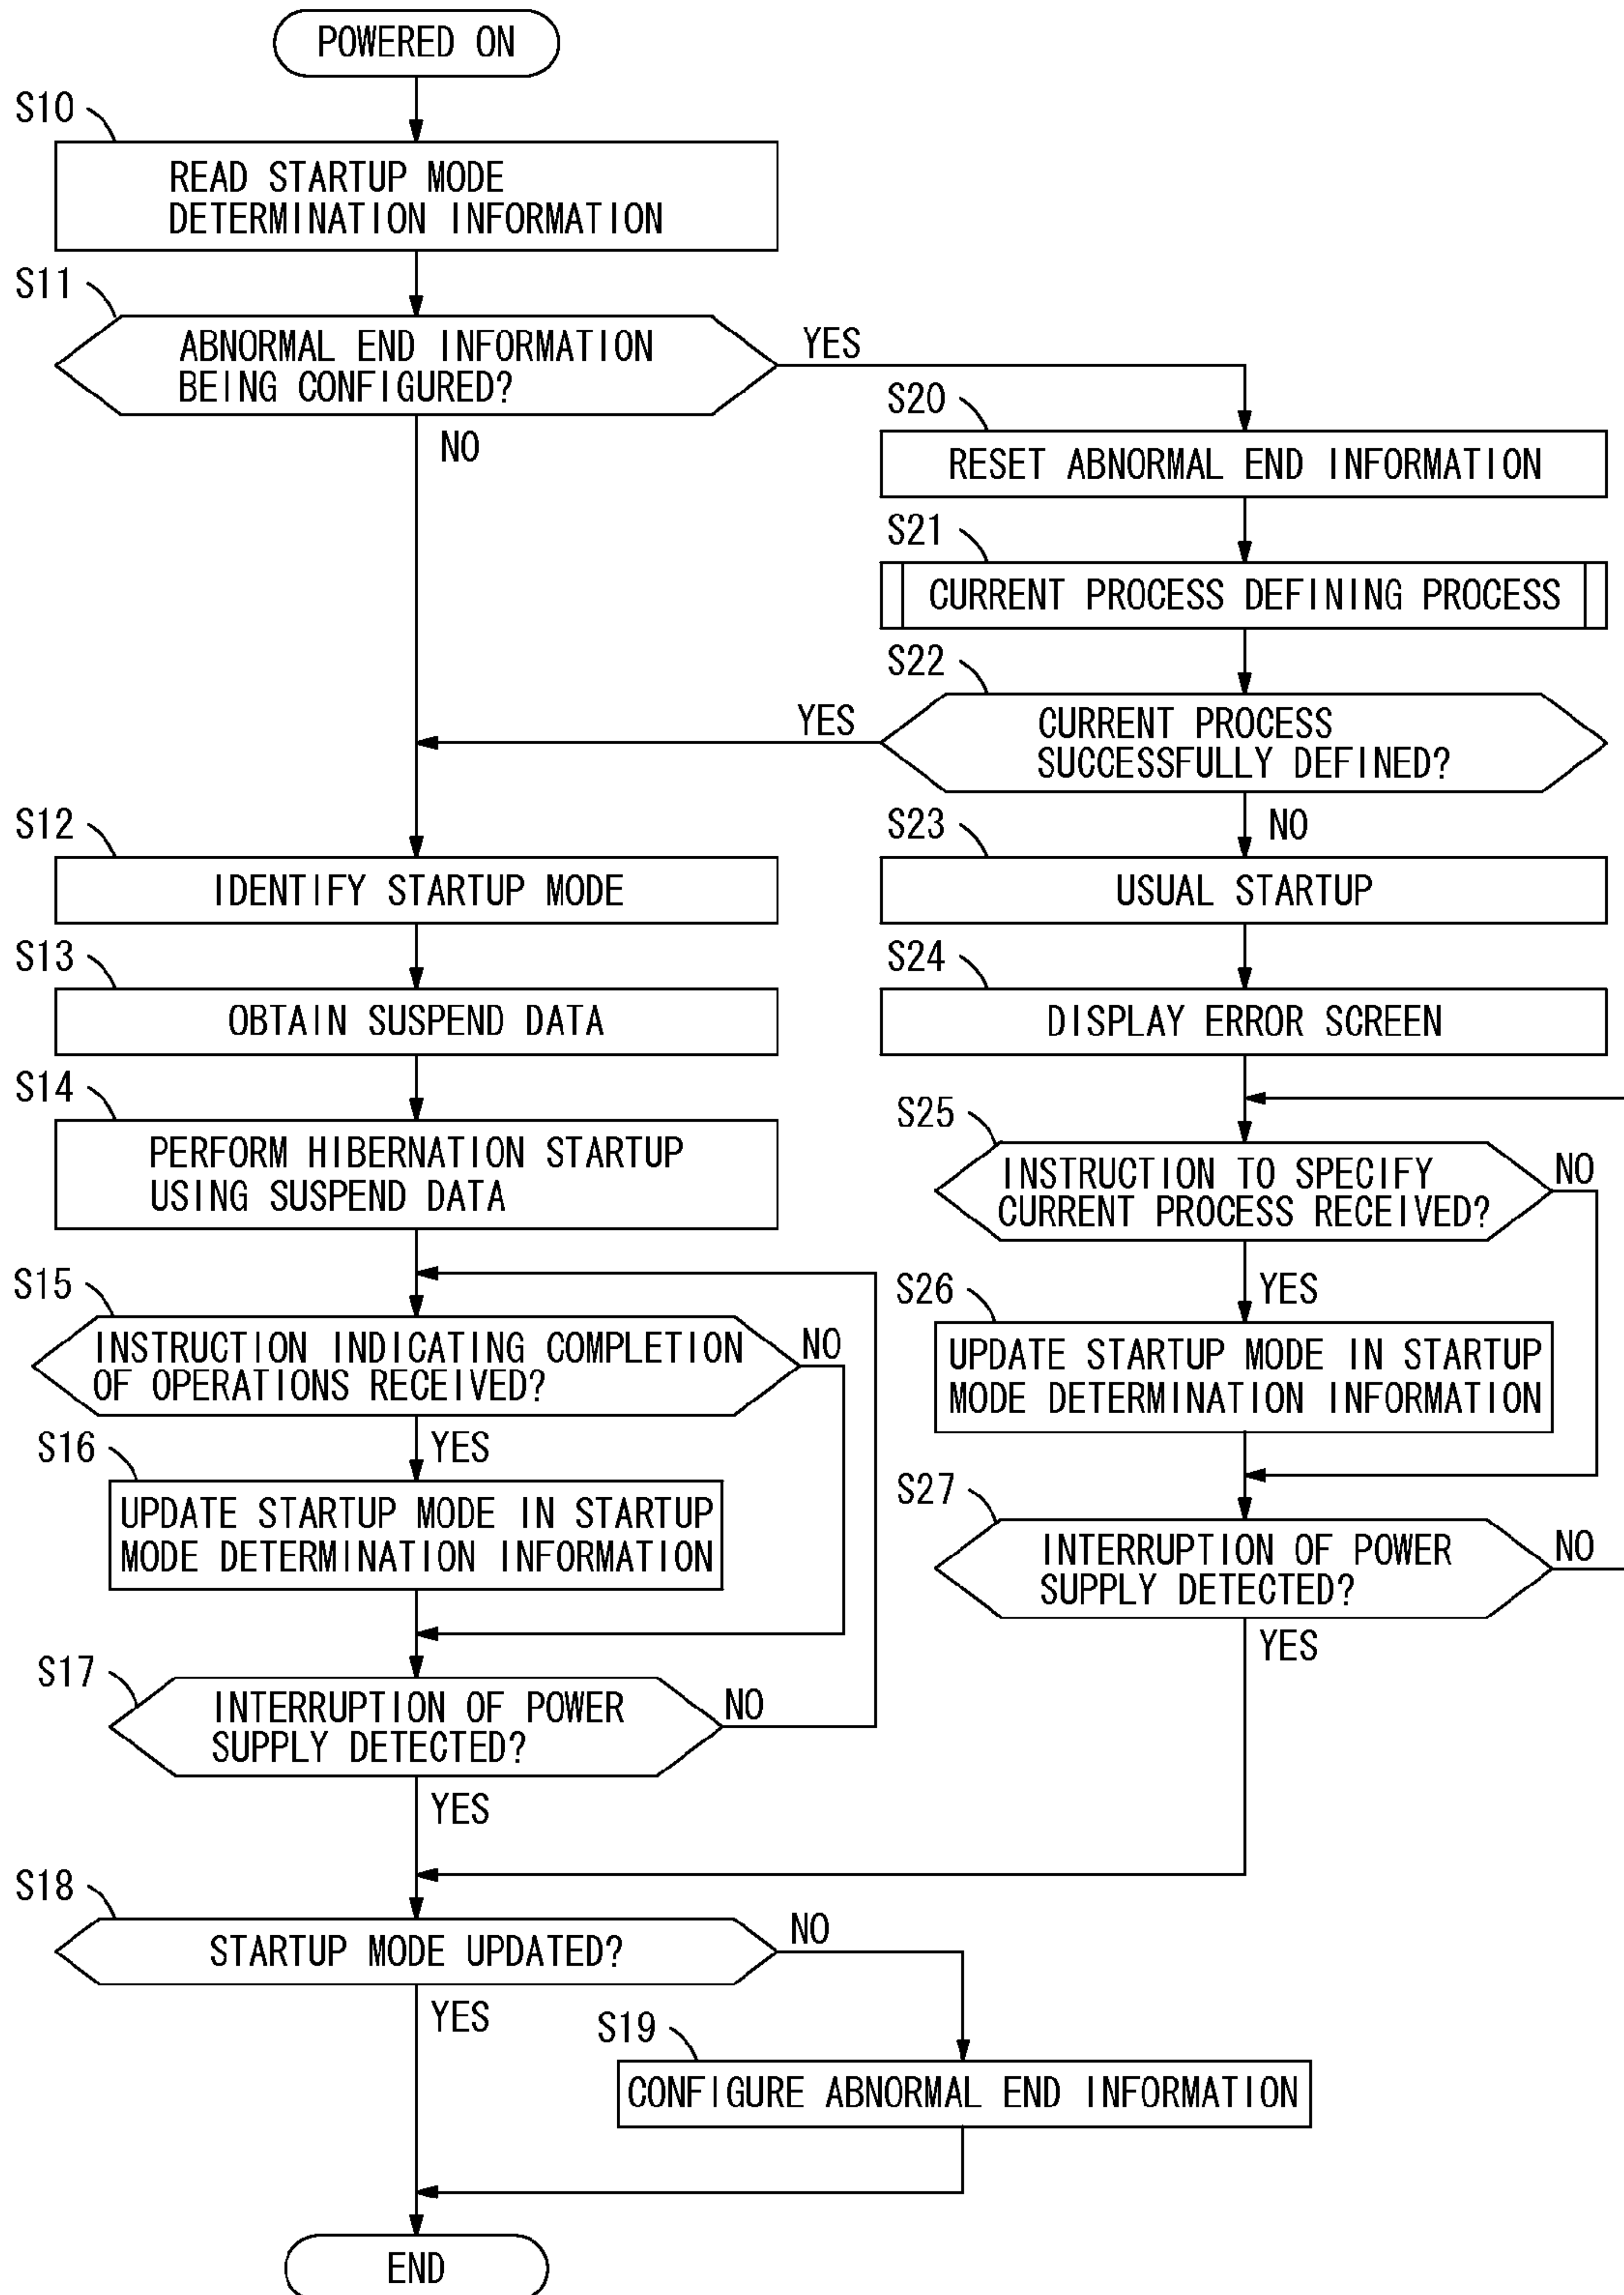 POWERED ON
S10
READ STARTUP MODE
DETERMINATION INFORMATION
S11
ABNORMAL END INFORMATION
BEING CONFIGURED?
YES
NO
S20
RESET ABNORMAL END INFORMATION
S21
CURRENT PROCESS DEFINING PROCESS
S22
CURRENT PROCESS
SUCCESSFULLY DEFINED?
YES
NO
S12
IDENTIFY STARTUP MODE
S13
OBTAIN SUSPEND DATA
S14
PERFORM HIBERNATION STARTUP
USING SUSPEND DATA
S15
INSTRUCTION INDICATING COMPLETION
OF OPERATIONS RECEIVED?
NO
YES
S16
UPDATE STARTUP MODE IN STARTUP
MODE DETERMINATION INFORMATION
S17
INTERRUPTION OF POWER
SUPPLY DETECTED?
NO
YES
S23
USUAL STARTUP
S24
DISPLAY ERROR SCREEN
S25
INSTRUCTION TO SPECIFY
CURRENT PROCESS RECEIVED?
NO
YES
S26
UPDATE STARTUP MODE IN STARTUP
MODE DETERMINATION INFORMATION
S27
INTERRUPTION OF POWER
SUPPLY DETECTED?
NO
YES
S18
STARTUP MODE UPDATED?
NO
YES
S19
CONFIGURE ABNORMAL END INFORMATION
END